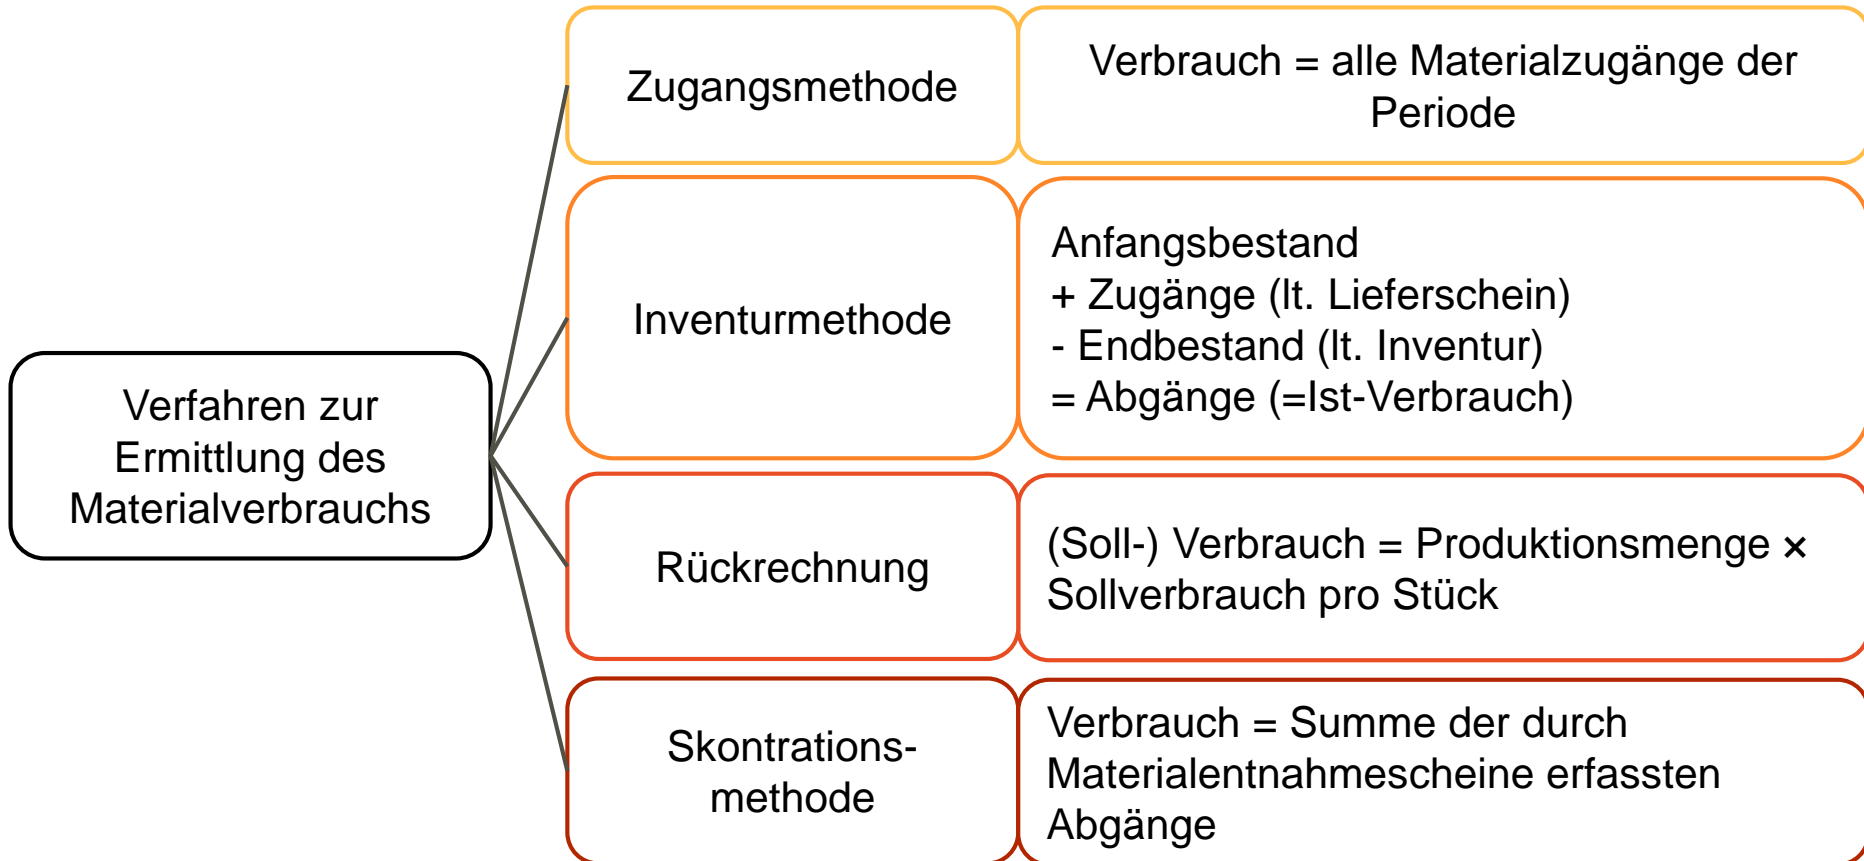 Verfahren zur
Ermittlung des
Materialverbrauchs
Zugangsmethode
Verbrauch = alle Materialzugänge der
Periode
Inventurmethode
Anfangsbestand
+ Zugänge (lt. Lieferschein)
- Endbestand (lt. Inventur)
= Abgänge (=Ist-Verbrauch)
Rückrechnung
(Soll-) Verbrauch = Produktionsmenge ×
Sollverbrauch pro Stück
Skontrations-
methode
Verbrauch = Summe der durch
Materialentnahmescheine erfassten
Abgänge